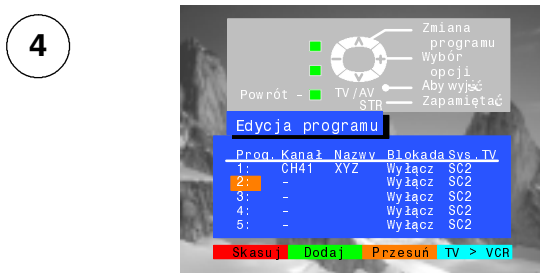 4
Zmiana
programu
Wybór
opcji
Aby wyjść
Powrót –
TV/AV
STR
Zapamiętać
Edycja programu
Prog. Kanał Nazwy Blokada Sys.TV
1: CH41 XYZ Wyłącz SC2
2: – Wyłącz SC2
3: – Wyłącz SC2
4: – Wyłącz SC2
5: – Wyłącz SC2
Skasuj Dodaj Przesuń TV > VCR